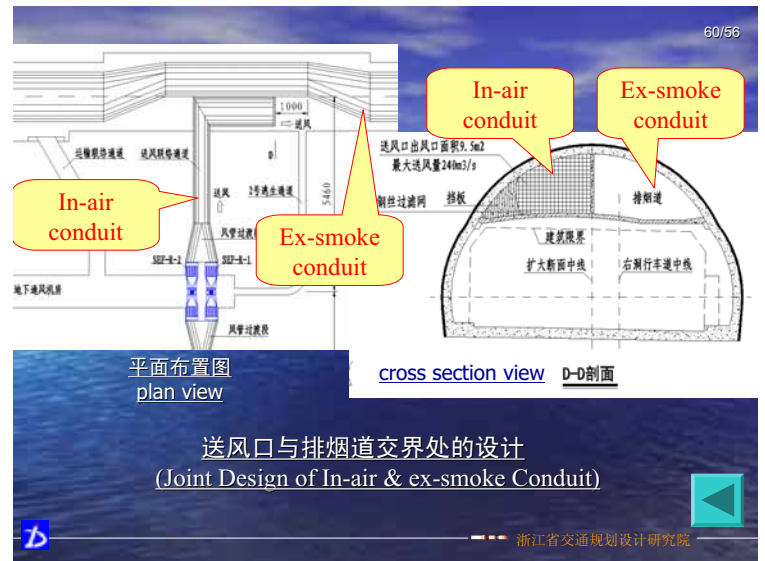 60/56
In-air
conduit
Ex-smoke
conduit
1000
送风
D
运输联络通道
送风联络通道
送风
2号逃生通道
5460
In-air
conduit
Ex-smoke
conduit
风管过渡段
SEF-R-2
SEF-R-1
地下通风机房
风管过渡段
送风口出风口面积9.5m2
最大送风量240m3/s
钢丝过滤网
挡板
排烟道
建筑限界
扩大断面中线
右洞行车道中线
平面布置图
plan view
cross section view
D-D剖面
送风口与排烟道交界处的设计
(Joint Design of In-air & ex-smoke Conduit)
浙江省交通规划设计研究院